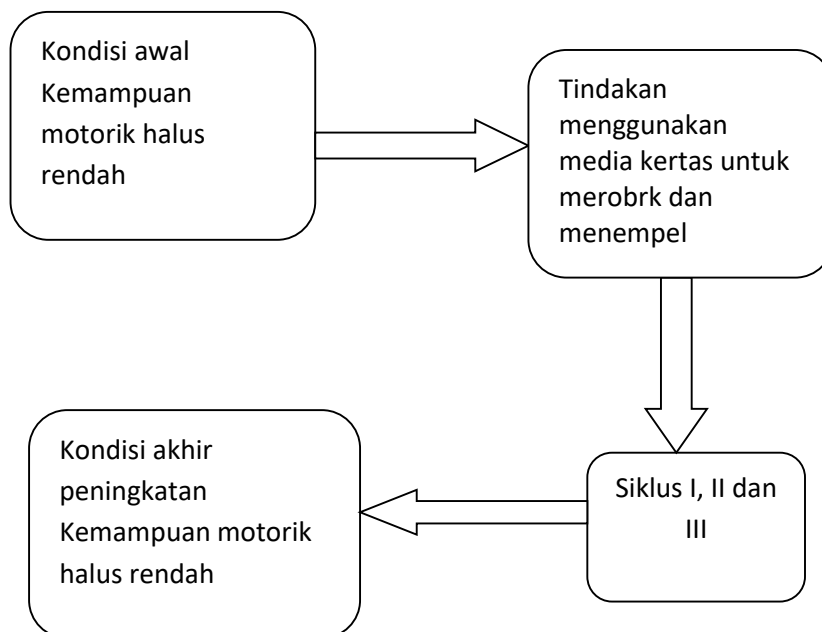 Kondisi awal
Kemampuan
motorik halus
rendah
Tindakan
menggunakan
media kertas untuk
merobrk dan
menempel
Siklus I, II dan
III
Kondisi akhir
peningkatan
Kemampuan motorik
halus rendah